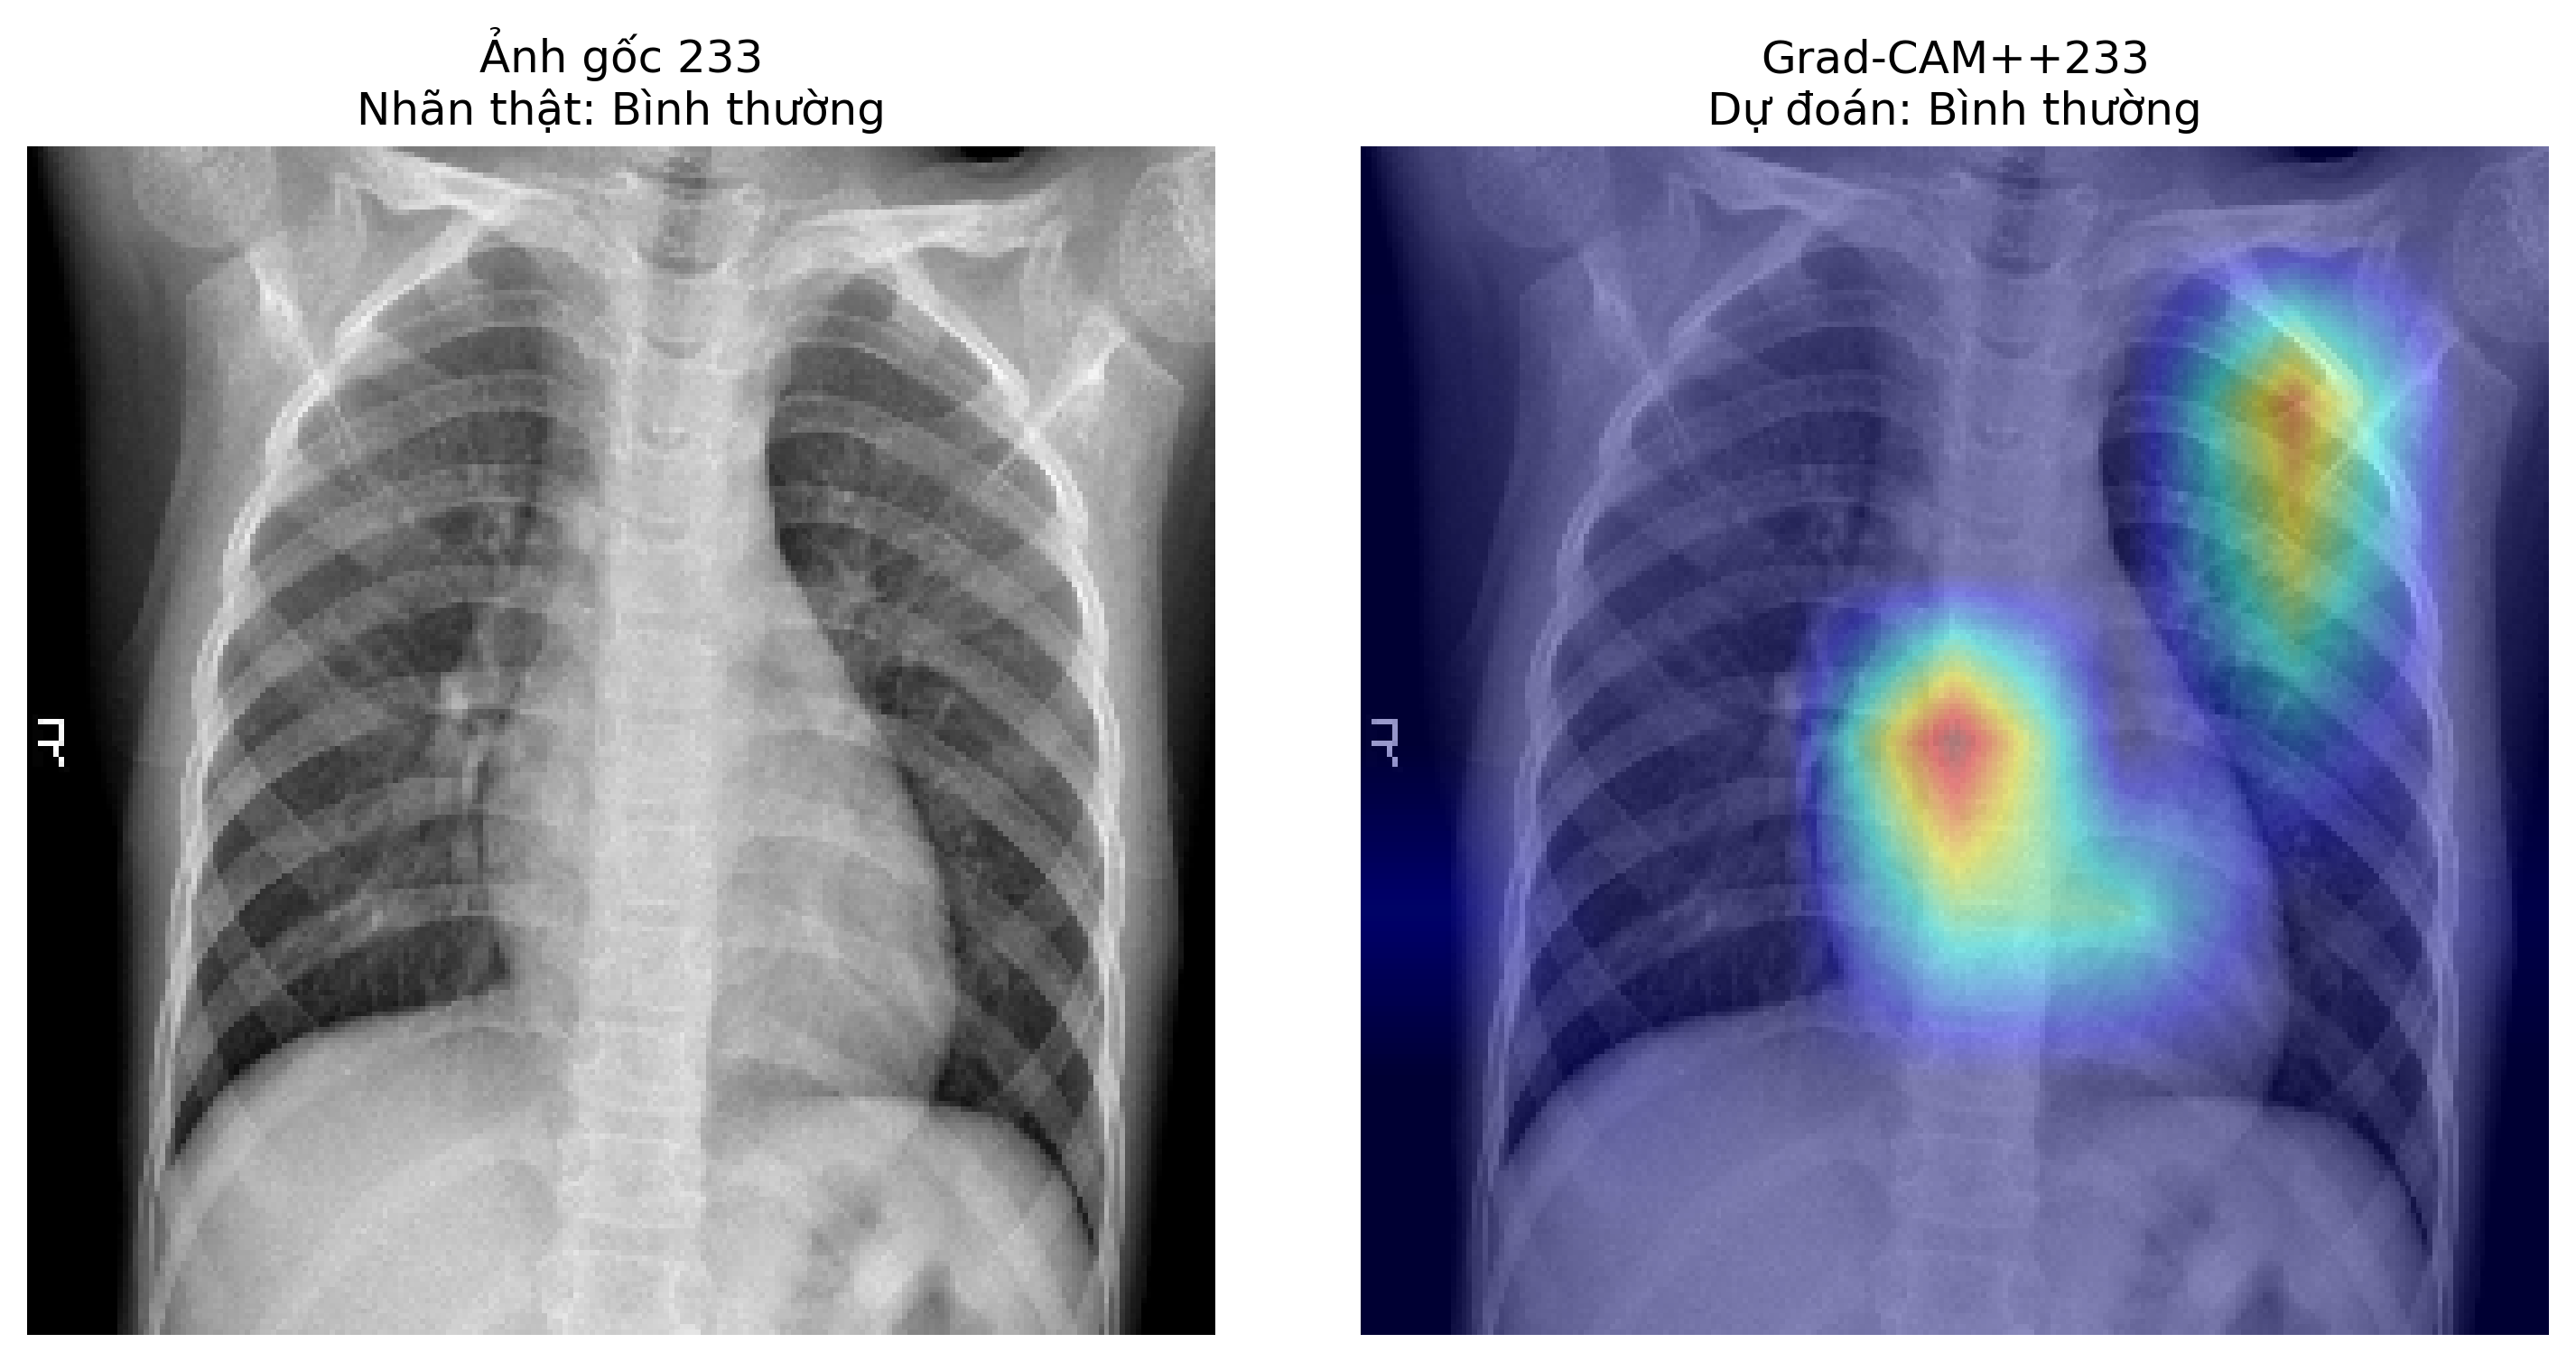 Ảnh gốc 233
Nhãn thật: Bình thường
Grad-CAM++233
Dự đoán: Bình thường